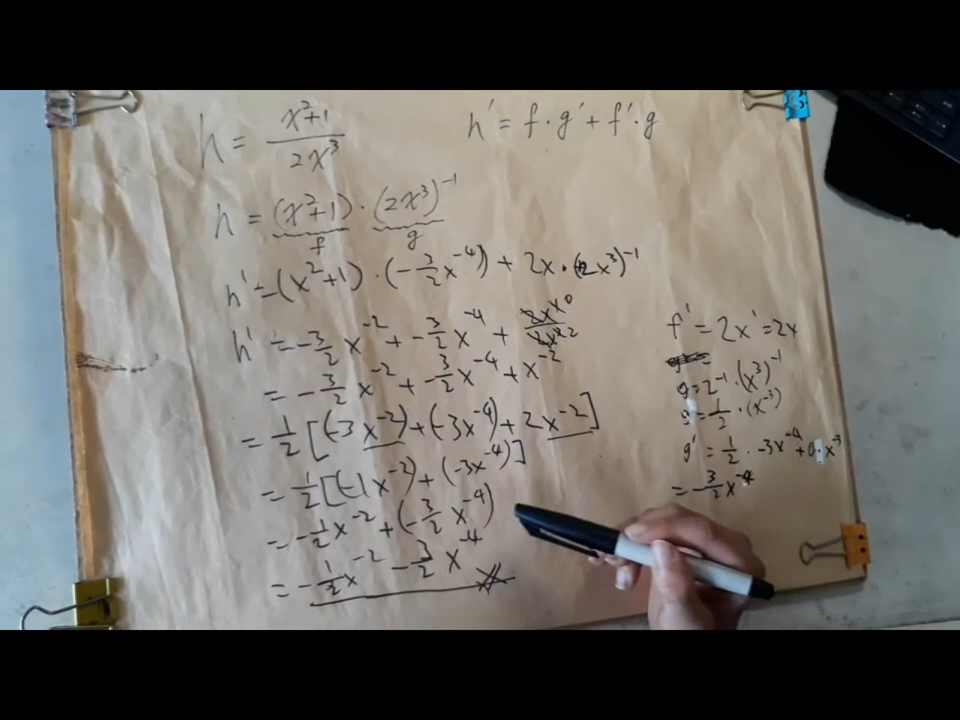 h = (x²+1)/(2x³)
h' = f · g' + f' · g
h = (x²+1) · (2x³)⁻¹
f g
h' = (x²+1) · (-3/2 x⁻⁴) + 2x · (2x³)⁻¹
h' = -3/2 x⁻² + -3/2 x⁻⁴ +
= -3/2 x⁻² + -3/2 x⁻⁴ + x⁻²
= 1/2 [(-3x⁻²) + (-3x⁻⁴) + 2x⁻²]
= 1/2 [(-1x⁻²) + (-3x⁻⁴)]
= -1/2 x⁻² + (-3/2 x⁻⁴)
= -1/2 x⁻² - 3/2 x⁻⁴
f' = 2x' = 2x
g = 2⁻¹ · (x³)⁻¹
g = 1/2 · (x⁻³)
g' = 1/2 · -3x⁻⁴ + 0 · x⁻³
= -3/2 x⁻⁴